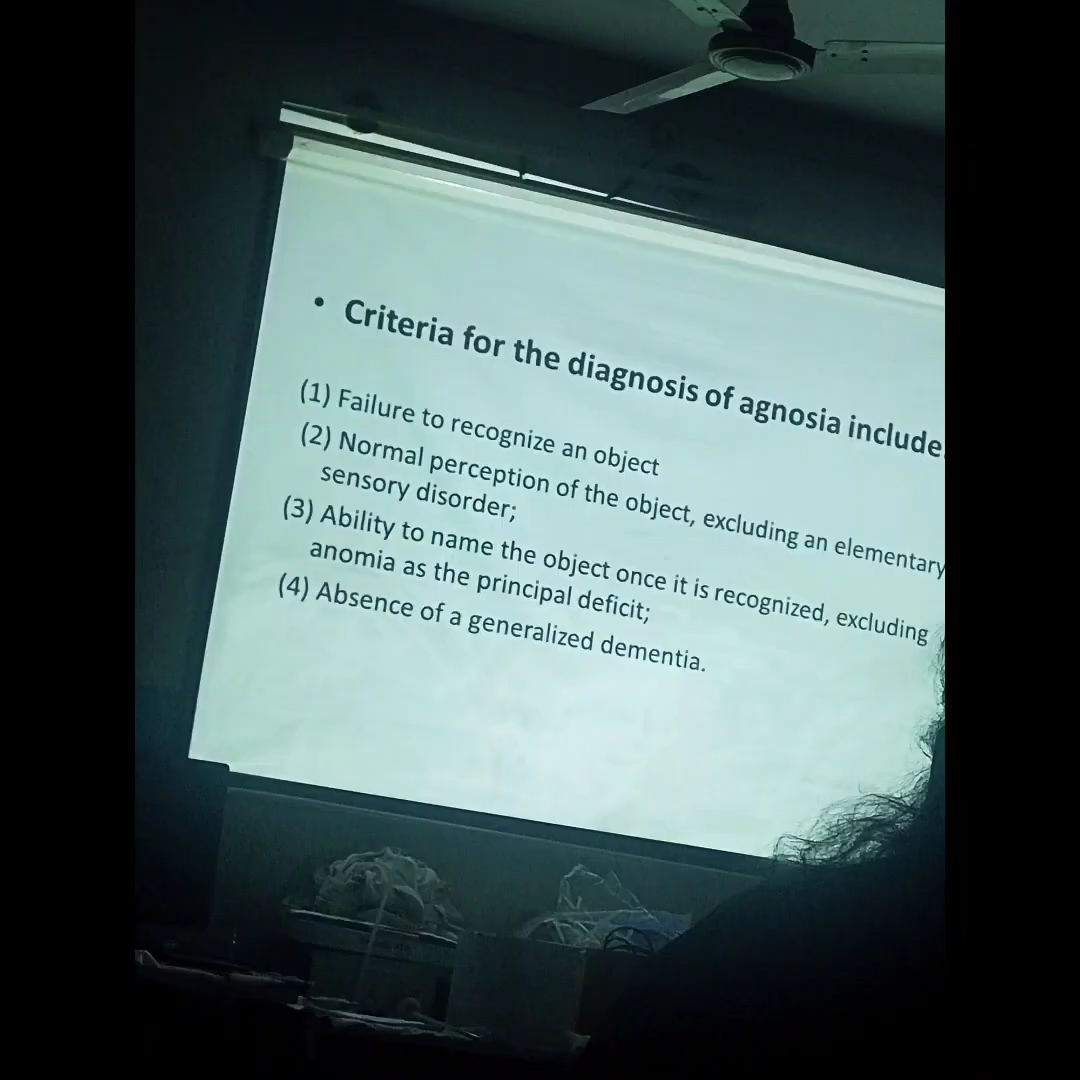 • Criteria for the diagnosis of agnosia include:
(1) Failure to recognize an object
(2) Normal perception of the object, excluding an elementary
sensory disorder;
(3) Ability to name the object once it is recognized, excluding
anomia as the principal deficit;
(4) Absence of a generalized dementia.